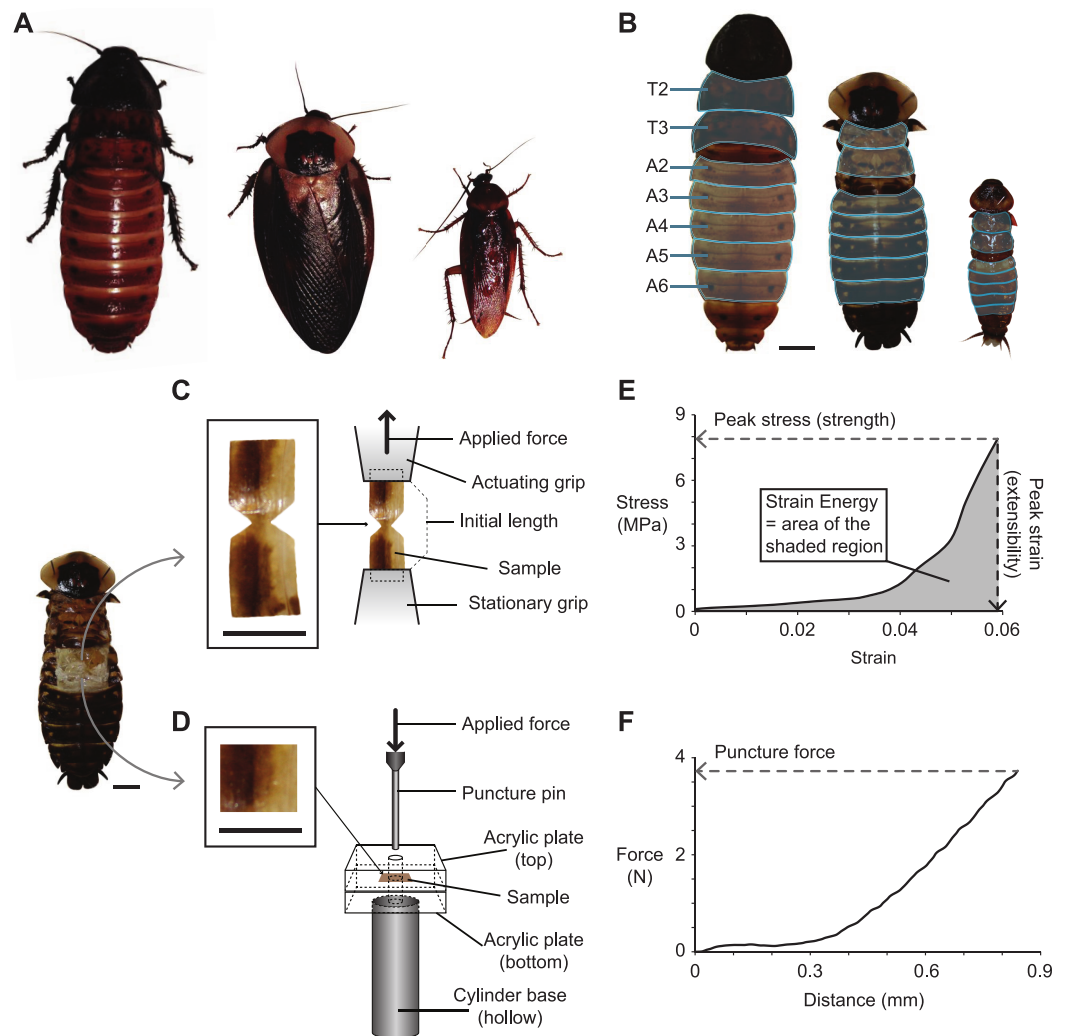 A
B
T2
T3
A2
A3
A4
A5
A6
C
Applied force
Actuating grip
Initial length
Sample
Stationary grip
E
9
6
3
0
Stress
(MPa)
Peak stress (strength)
Strain Energy
= area of the
shaded region
Peak strain
(extensibility)
0
0.02
0.04
0.06
Strain
D
Applied force
Puncture pin
Acrylic plate
(top)
Sample
Acrylic plate
(bottom)
Cylinder base
(hollow)
F
Puncture force
4
2
0
Force
(N)
0
0.3
0.6
0.9
Distance (mm)